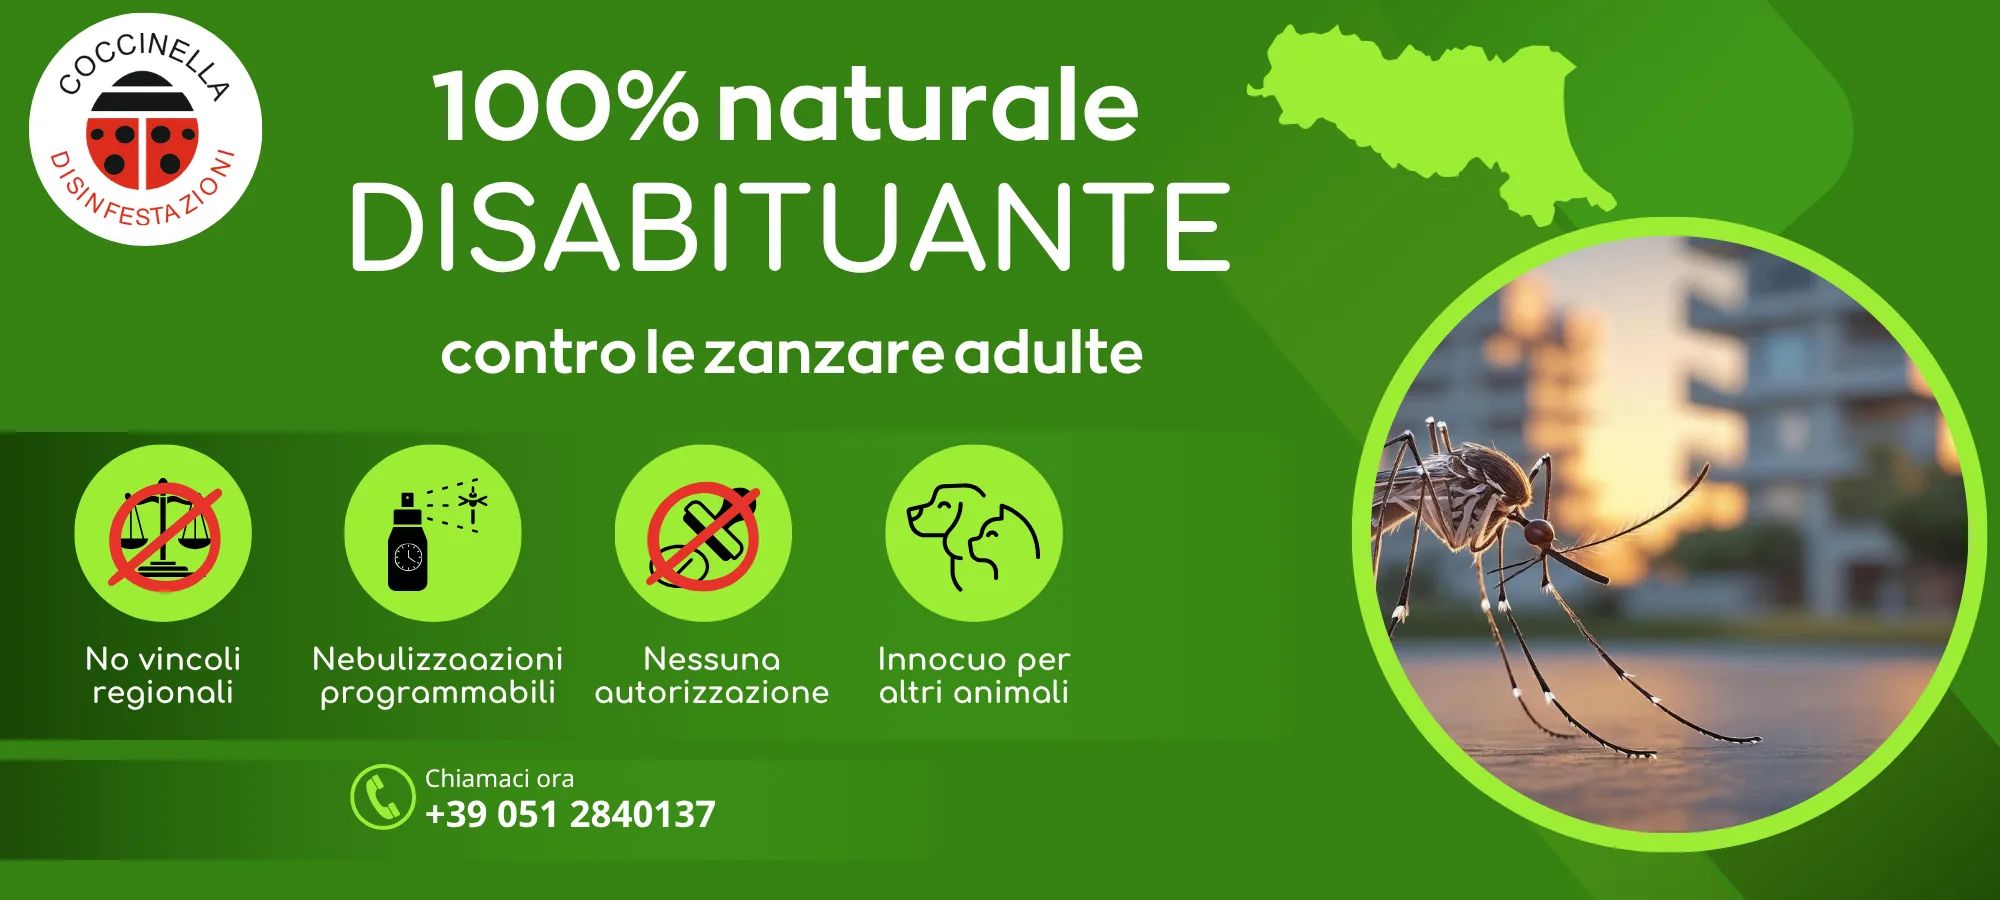 COCCINELLA
DISINFESTAZIONI
100% naturale
DISABITUANTE
contro le zanzare adulte
No vincoli
regionali
Nebulizzaazioni
programmabili
Nessuna
autorizzazione
Innocuo per
altri animali
Chiamaci ora
+39 051 2840137